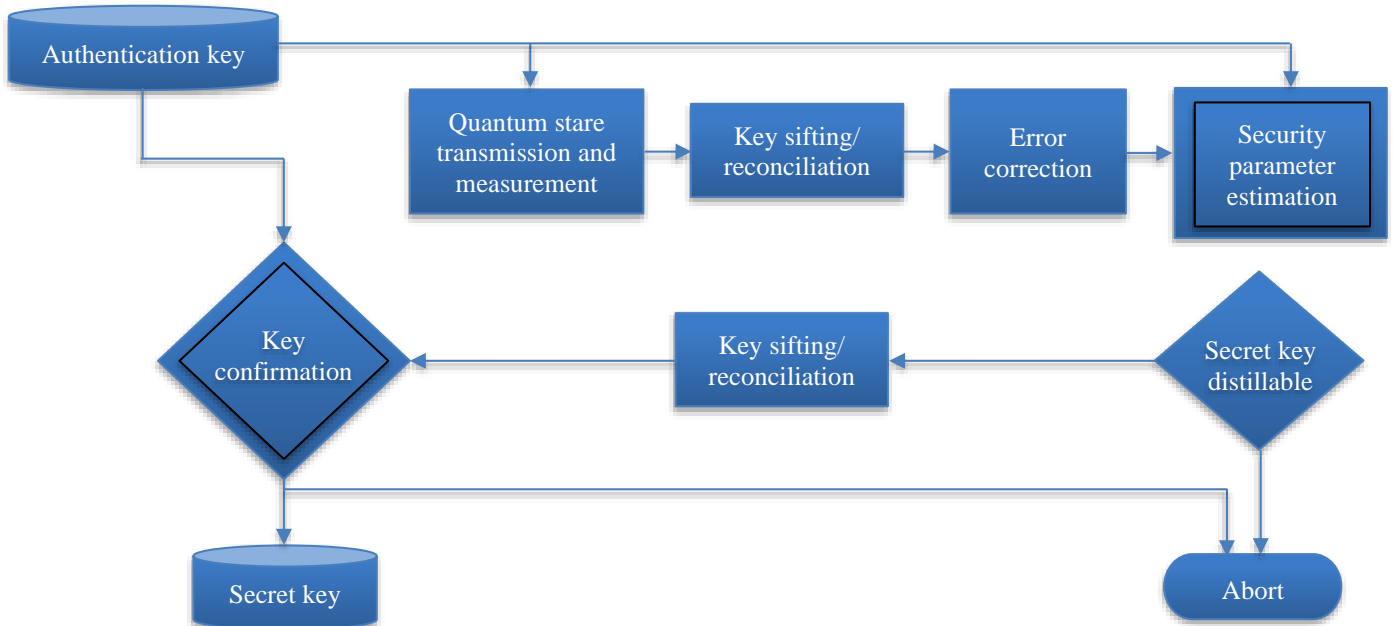 Authentication key
Quantum stare
transmission and
measurement
Key sifting/
reconciliation
Error
correction
Security
parameter
estimation
Key
confirmation
Key sifting/
reconciliation
Secret key
distillable
Secret key
Abort